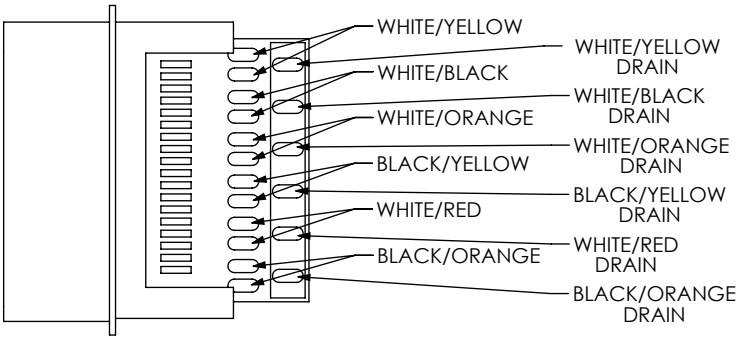 WHITE/YELLOW
WHITE/YELLOW
DRAIN
WHITE/BLACK
WHITE/BLACK
DRAIN
WHITE/ORANGE
WHITE/ORANGE
DRAIN
BLACK/YELLOW
BLACK/YELLOW
DRAIN
WHITE/RED
WHITE/RED
DRAIN
BLACK/ORANGE
BLACK/ORANGE
DRAIN